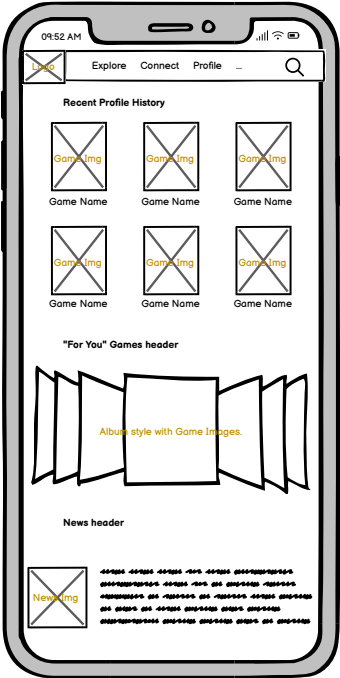 09:52 AM
Logo Explore Connect Profile ...
Recent Profile History
Game Img Game Img Game Img
Game Name Game Name Game Name
Game Img Game Img Game Img
Game Name Game Name Game Name
"For You" Games header
Album style with Game Images.
News header
News Img